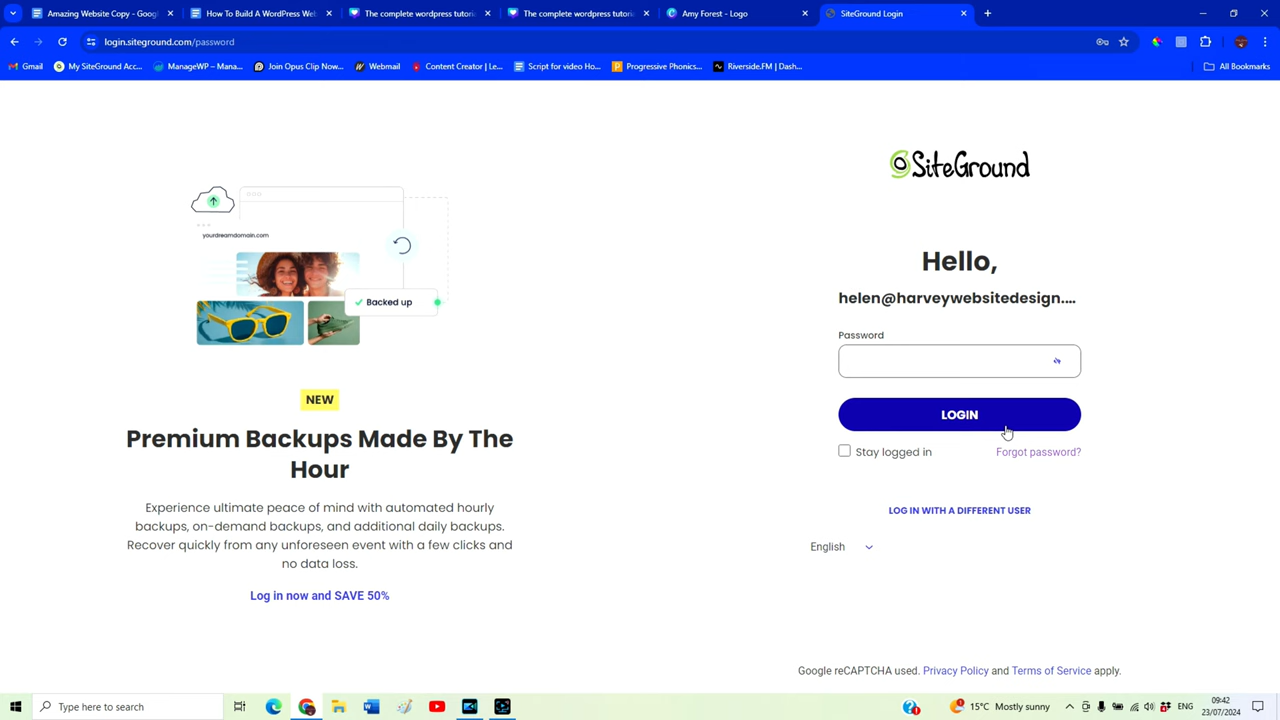 Amazing Website Copy - Goog
How To Build A WordPress Web
The complete wordpress tutori
The complete wordpress tutori
Amy Forest - Logo
SiteGround Login
login.siteground.com/password
Gmail
My SiteGround Acc...
ManageWP – Mana...
Join Opus Clip Now...
Webmail
Content Creator | Le...
Script for video Ho...
Progressive Phonics...
Riverside.FM | Dash...
All Bookmarks
yourdreamdomain.com
Backed up
NEW
Premium Backups Made By The
Hour
Experience ultimate peace of mind with automated hourly
backups, on-demand backups, and additional daily backups.
Recover quickly from any unforeseen event with a few clicks and
no data loss.
Log in now and SAVE 50%
SiteGround
Hello,
helen@harveywebsitedesign....
Password
LOGIN
Stay logged in
Forgot password?
LOG IN WITH A DIFFERENT USER
English
Google reCAPTCHA used. Privacy Policy and Terms of Service apply.
Type here to search
15°C Mostly sunny
ENG
09:42
23/07/2024